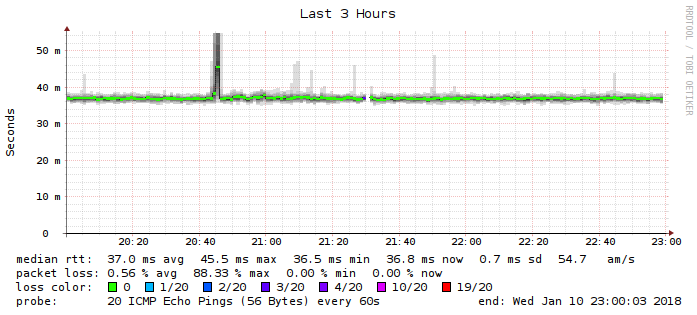 Last 3 Hours
RRDTOOL / TOBI OETIKER
Seconds
50 m
40 m
30 m
20 m
10 m
0
20:20 20:40 21:00 21:20 21:40 22:00 22:20 22:40 23:00
median rtt: 37.0 ms avg 45.5 ms max 36.5 ms min 36.8 ms now 0.7 ms sd 54.7 am/s
packet loss: 0.56 % avg 88.33 % max 0.00 % min 0.00 % now
loss color: 0 1/20 2/20 3/20 4/20 10/20 19/20
probe: 20 ICMP Echo Pings (56 Bytes) every 60s end: Wed Jan 10 23:00:03 2018